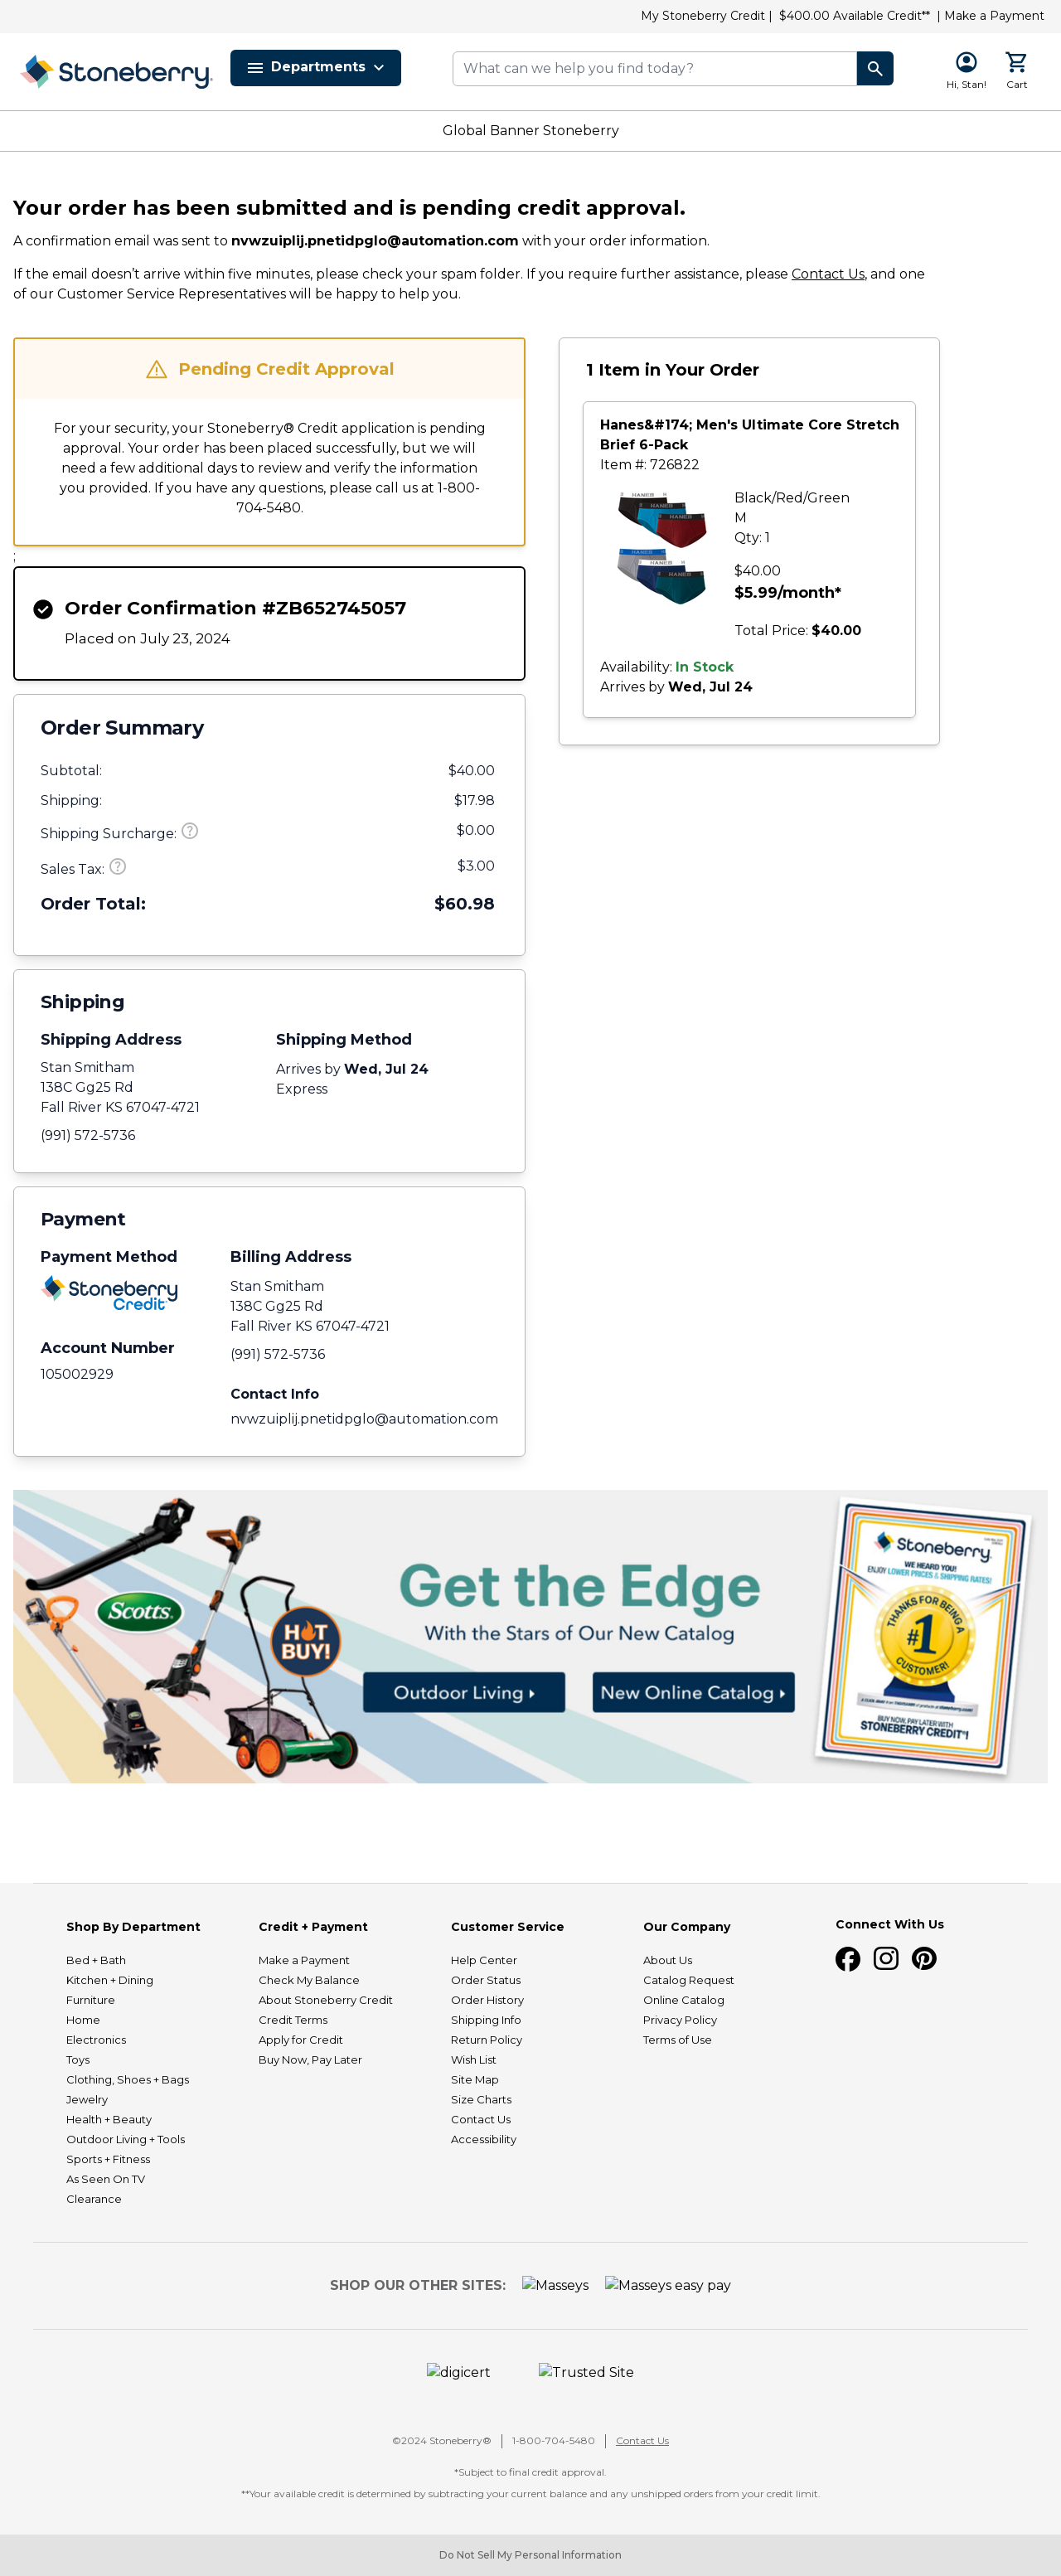 My Stoneberry Credit | $400.00 Available Credit** | Make a Payment
Stoneberry
Departments
What can we help you find today?
Hi, Stan!
Cart
Global Banner Stoneberry
Your order has been submitted and is pending credit approval.
A confirmation email was sent to nvwzuiplij.pnetidpglo@automation.com with your order information.
If the email doesn’t arrive within five minutes, please check your spam folder. If you require further assistance, please Contact Us, and one
of our Customer Service Representatives will be happy to help you.
Pending Credit Approval
For your security, your Stoneberry® Credit application is pending
approval. Your order has been placed successfully, but we will
need a few additional days to review and verify the information
you provided. If you have any questions, please call us at 1-800-
704-5480.
;
Order Confirmation #ZB652745057
Placed on July 23, 2024
Order Summary
Subtotal: $40.00
Shipping: $17.98
Shipping Surcharge: ? $0.00
Sales Tax: ? $3.00
Order Total: $60.98
Shipping
Shipping Address
Stan Smitham
138C Gg25 Rd
Fall River KS 67047-4721
(991) 572-5736
Shipping Method
Arrives by Wed, Jul 24
Express
Payment
Payment Method
Stoneberry
Credit
Account Number
105002929
Billing Address
Stan Smitham
138C Gg25 Rd
Fall River KS 67047-4721
(991) 572-5736
Contact Info
nvwzuiplij.pnetidpglo@automation.com
1 Item in Your Order
Hanes&#174; Men's Ultimate Core Stretch
Brief 6-Pack
Item #: 726822
HANES
HANES
HANES
Black/Red/Green
M
Qty: 1
$40.00
$5.99/month*
Total Price: $40.00
Availability: In Stock
Arrives by Wed, Jul 24
Scotts
HOT
BUY!
Get the Edge
With the Stars of Our New Catalog
Outdoor Living
New Online Catalog
Stoneberry
WE HEARD YOU!
ENJOY LOWER PRICES & SHIPPING RATES!
THANKS FOR BEING A
#1
CUSTOMER!
BUY NOW, PAY LATER WITH
STONEBERRY CREDIT!
Shop By Department
Bed + Bath
Kitchen + Dining
Furniture
Home
Electronics
Toys
Clothing, Shoes + Bags
Jewelry
Health + Beauty
Outdoor Living + Tools
Sports + Fitness
As Seen On TV
Clearance
Credit + Payment
Make a Payment
Check My Balance
About Stoneberry Credit
Credit Terms
Apply for Credit
Buy Now, Pay Later
Customer Service
Help Center
Order Status
Order History
Shipping Info
Return Policy
Wish List
Site Map
Size Charts
Contact Us
Accessibility
Our Company
About Us
Catalog Request
Online Catalog
Privacy Policy
Terms of Use
Connect With Us
SHOP OUR OTHER SITES: Masseys Masseys easy pay
digicert Trusted Site
©2024 Stoneberry® | 1-800-704-5480 | Contact Us
*Subject to final credit approval.
**Your available credit is determined by subtracting your current balance and any unshipped orders from your credit limit.
Do Not Sell My Personal Information